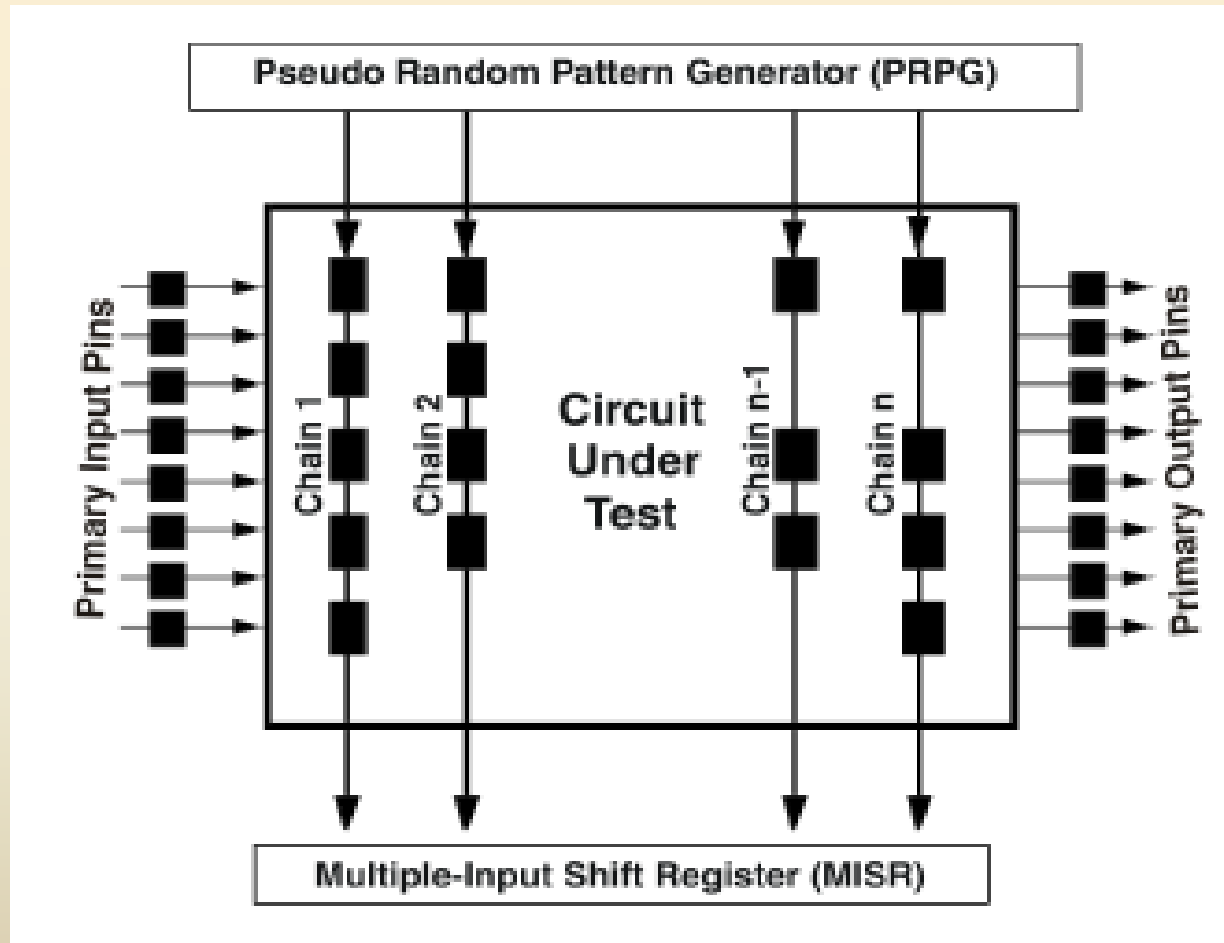 Pseudo Random Pattern Generator (PRPG)
Primary Input Pins
Chain 1
Chain 2
Circuit
Under
Test
Chain n-1
Chain n
Primary Output Pins
Multiple-Input Shift Register (MISR)